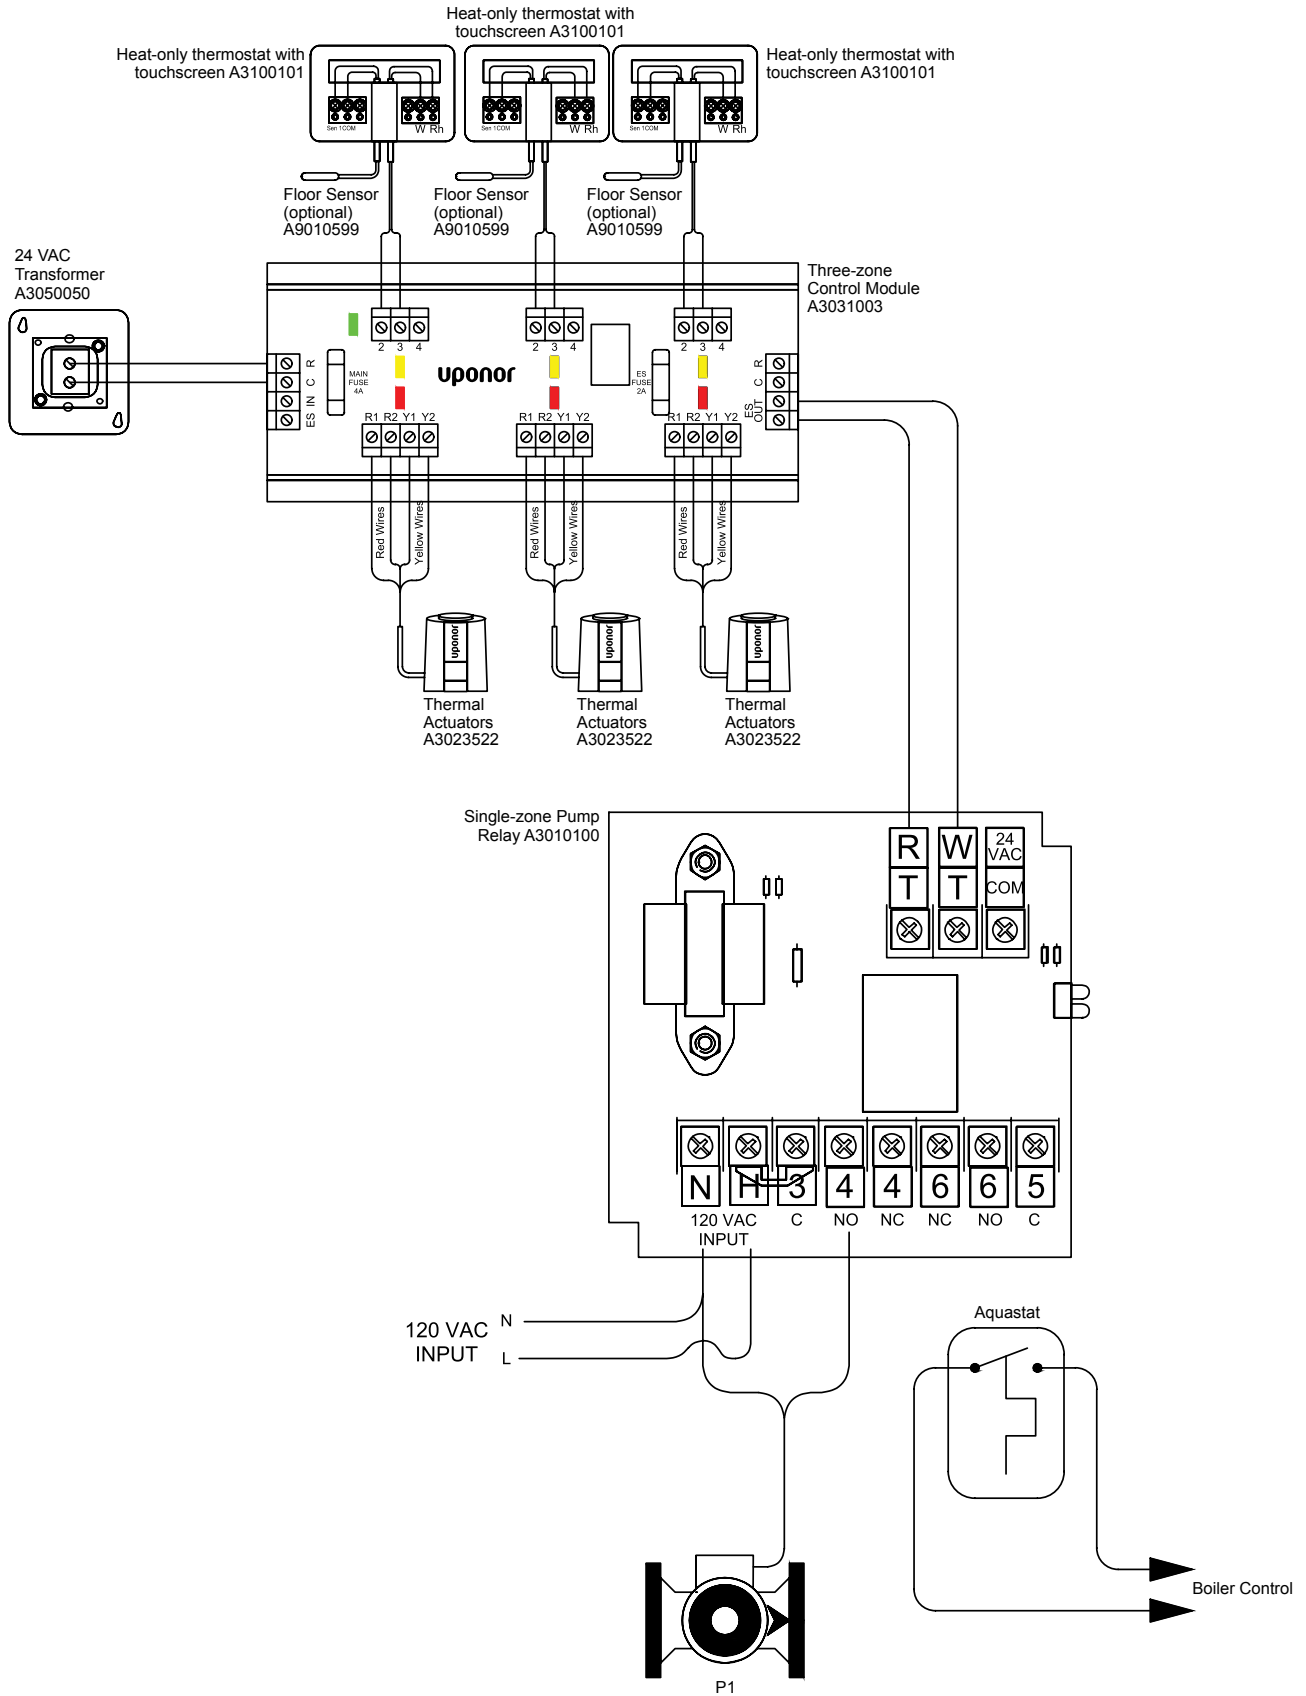 Heat-only thermostat with
touchscreen A3100101
Heat-only thermostat with
touchscreen A3100101
Heat-only thermostat with
touchscreen A3100101
Sen 1COM
W Rh
Sen 1COM
W Rh
Sen 1COM
W Rh
Floor Sensor
(optional)
A9010599
Floor Sensor
(optional)
A9010599
Floor Sensor
(optional)
A9010599
24 VAC
Transformer
A3050050
Three-zone
Control Module
A3031003
2 3 4
2 3 4
2 3 4
R
C
ES IN
MAIN
FUSE
4A
uponor
ES
FUSE
2A
R
C
ES
OUT
R1 R2 Y1 Y2
R1 R2 Y1 Y2
R1 R2 Y1 Y2
Red Wires
Yellow Wires
Red Wires
Yellow Wires
Red Wires
Yellow Wires
uponor
uponor
uponor
Thermal
Actuators
A3023522
Thermal
Actuators
A3023522
Thermal
Actuators
A3023522
Single-zone Pump
Relay A3010100
R W 24
VAC
T T COM
N H 3 4 4 6 6 5
120 VAC
INPUT
C NO NC NC NO C
120 VAC
INPUT
N
L
Aquastat
Boiler Control
P1